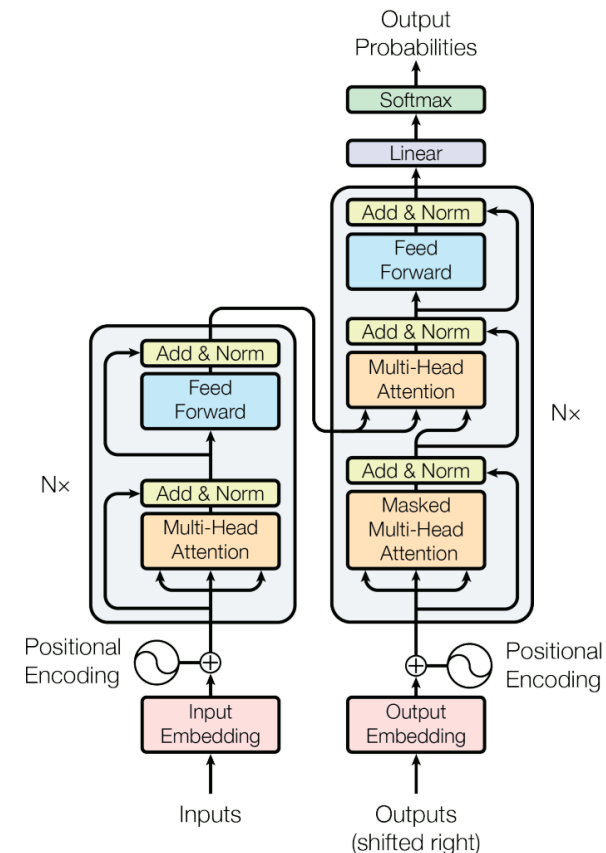 Output
Probabilities
Softmax
Linear
Add & Norm
Feed
Forward
Add & Norm
Multi-Head
Attention
Add & Norm
Masked
Multi-Head
Attention
N×
Add & Norm
Feed
Forward
Add & Norm
Multi-Head
Attention
N×
Positional
Encoding
Positional
Encoding
Input
Embedding
Output
Embedding
Inputs
Outputs
(shifted right)